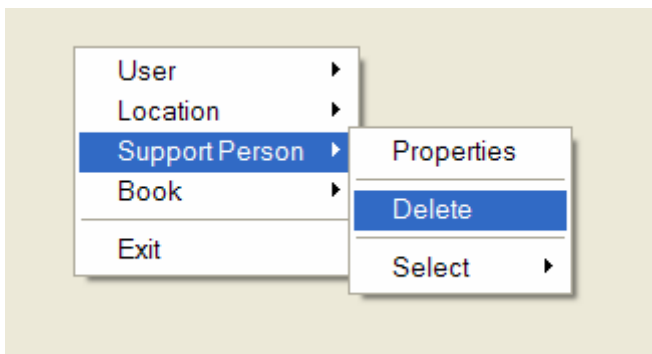 User
Location
Support Person
Book
Exit
Properties
Delete
Select